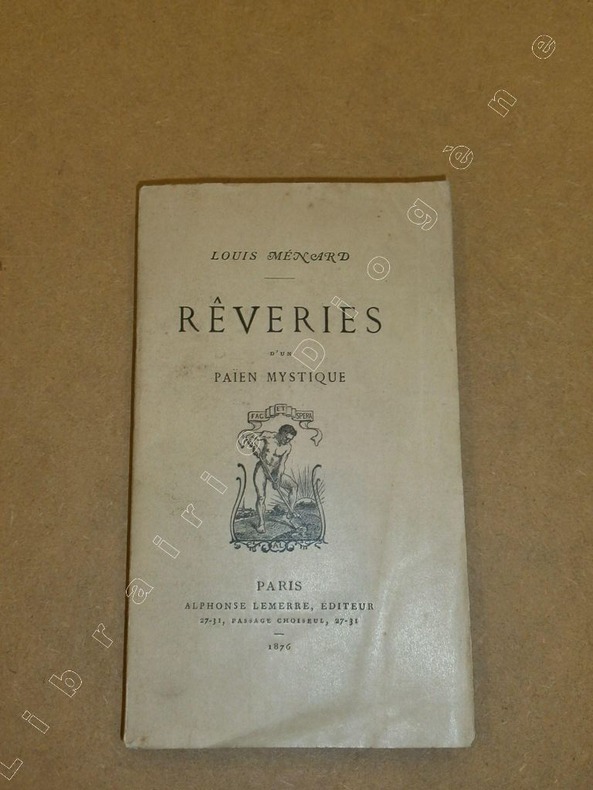 LOUIS MÉNARD
RÊVERIES
D'UN
PAIEN MYSTIQUE
FAC ET SPERA
AL
PARIS
ALPHONSE LEMERRE, EDITEUR
27-31, PASSAGE CHOISEUL, 27-31
1876
Librairie Diogène